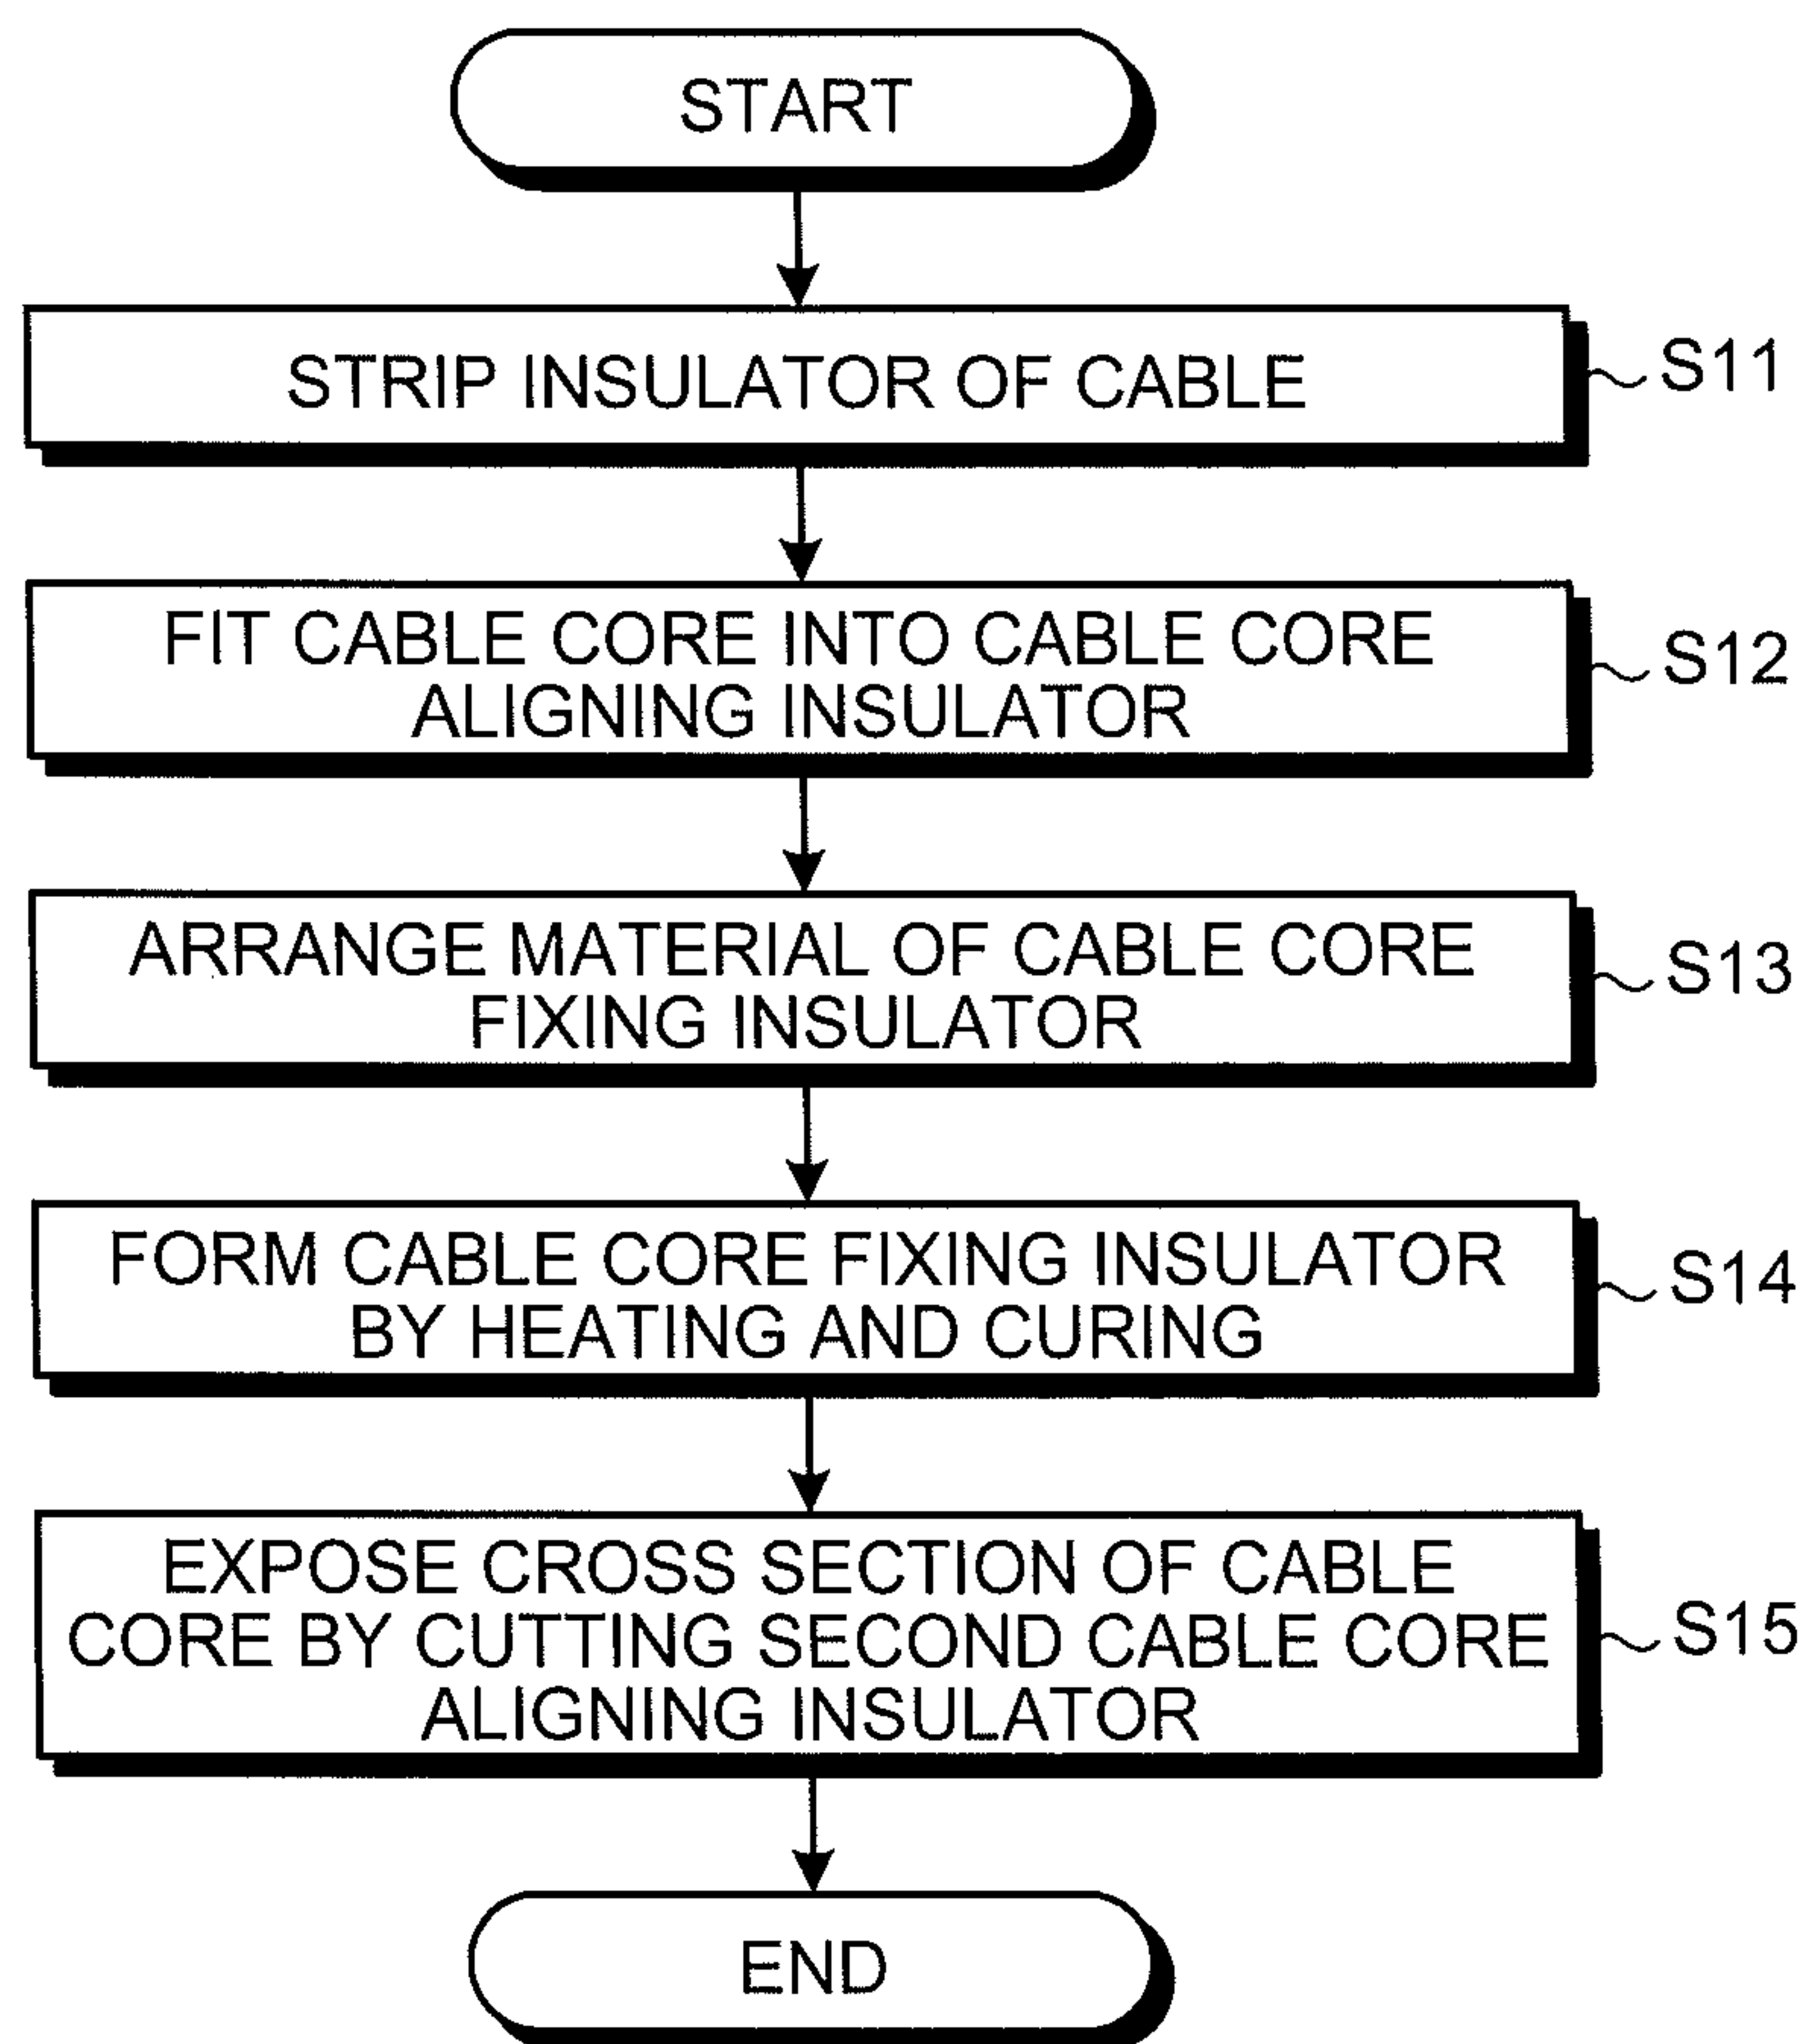 START
STRIP INSULATOR OF CABLE
S11
FIT CABLE CORE INTO CABLE CORE
ALIGNING INSULATOR
S12
ARRANGE MATERIAL OF CABLE CORE
FIXING INSULATOR
S13
FORM CABLE CORE FIXING INSULATOR
BY HEATING AND CURING
S14
EXPOSE CROSS SECTION OF CABLE
CORE BY CUTTING SECOND CABLE CORE
ALIGNING INSULATOR
S15
END